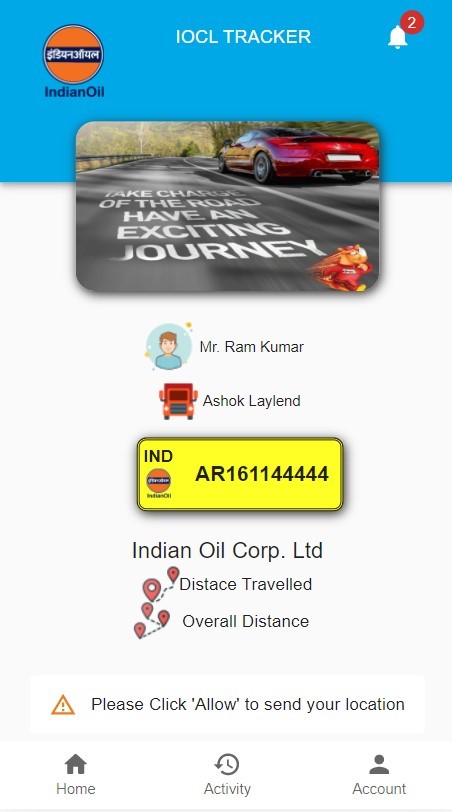 IOCL TRACKER
2
इंडियनऑयल
IndianOil
TAKE CHARGE
OF THE ROAD
HAVE AN
EXCITING
JOURNEY
Mr. Ram Kumar
Ashok Laylend
IND
AR161144444
इंडियनऑयल
IndianOil
Indian Oil Corp. Ltd
Distace Travelled
Overall Distance
Please Click 'Allow' to send your location
Home
Activity
Account